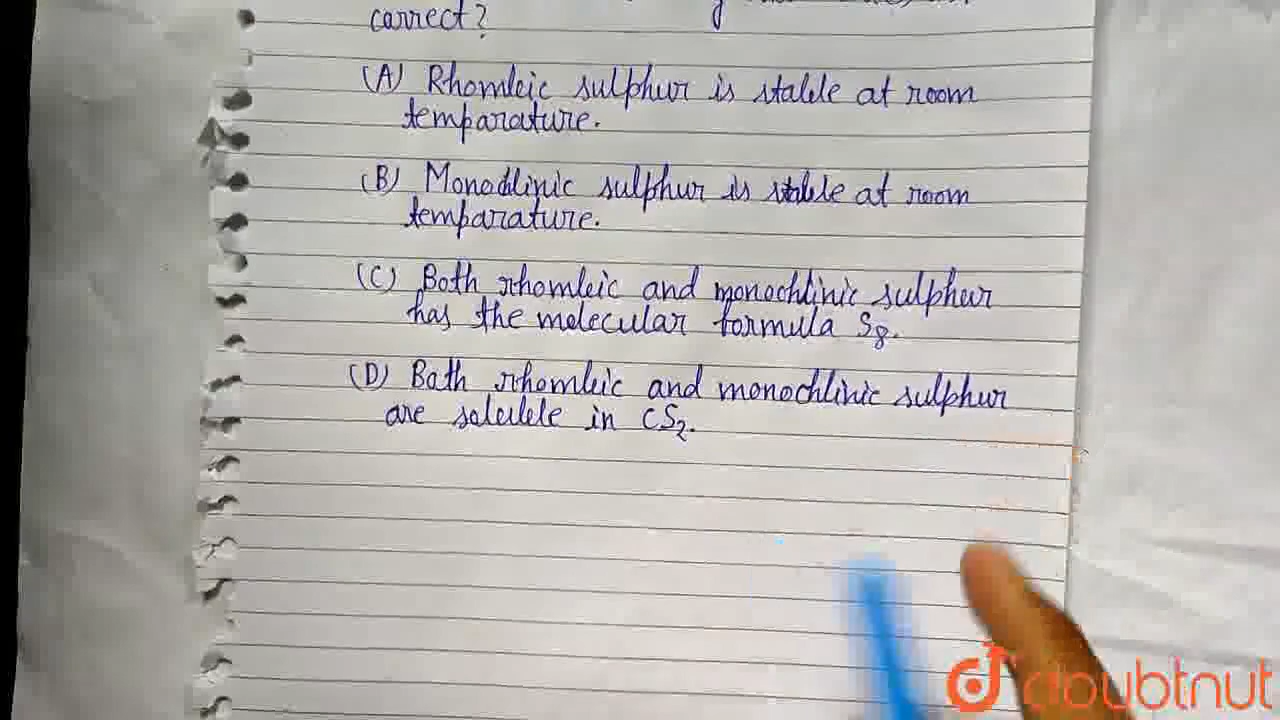 correct?
(A) Rhombic sulphur is stable at room
temparature.
(B) Monoclinic sulphur is stable at room
temparature.
(C) Both rhombic and monochlinic sulphur
has the molecular formula S₈.
(D) Both rhombic and monochlinic sulphur
are soluble in CS₂.
doubtnut